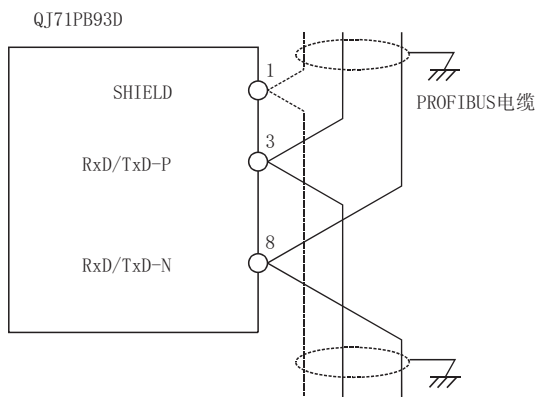 QJ71PB93D
1
SHIELD
PROFIBUS电缆
3
RxD/TxD-P
8
RxD/TxD-N